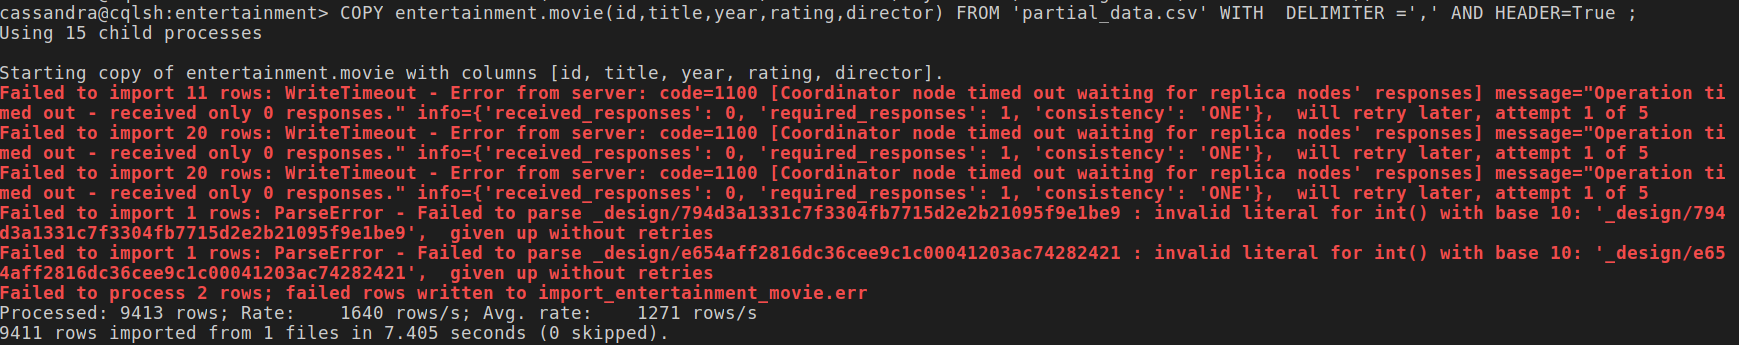 cassandra@cqlsh:entertainment> COPY entertainment.movie(id,title,year,rating,director) FROM 'partial_data.csv' WITH  DELIMITER =',' AND HEADER=True ;
Using 15 child processes
Starting copy of entertainment.movie with columns [id, title, year, rating, director].
Failed to import 11 rows: WriteTimeout - Error from server: code=1100 [Coordinator node timed out waiting for replica nodes' responses] message="Operation ti
med out - received only 0 responses." info={'received_responses': 0, 'required_responses': 1, 'consistency': 'ONE'},  will retry later, attempt 1 of 5
Failed to import 20 rows: WriteTimeout - Error from server: code=1100 [Coordinator node timed out waiting for replica nodes' responses] message="Operation ti
med out - received only 0 responses." info={'received_responses': 0, 'required_responses': 1, 'consistency': 'ONE'},  will retry later, attempt 1 of 5
Failed to import 20 rows: WriteTimeout - Error from server: code=1100 [Coordinator node timed out waiting for replica nodes' responses] message="Operation ti
med out - received only 0 responses." info={'received_responses': 0, 'required_responses': 1, 'consistency': 'ONE'},  will retry later, attempt 1 of 5
Failed to import 1 rows: ParseError - Failed to parse _design/794d3a1331c7f3304fb7715d2e2b21095f9e1be9 : invalid literal for int() with base 10: '_design/794
d3a1331c7f3304fb7715d2e2b21095f9e1be9',  given up without retries
Failed to import 1 rows: ParseError - Failed to parse _design/e654aff2816dc36cee9c1c00041203ac74282421 : invalid literal for int() with base 10: '_design/e65
4aff2816dc36cee9c1c00041203ac74282421',  given up without retries
Failed to process 2 rows; failed rows written to import_entertainment_movie.err
Processed: 9413 rows; Rate:    1640 rows/s; Avg. rate:    1271 rows/s
9411 rows imported from 1 files in 7.405 seconds (0 skipped).